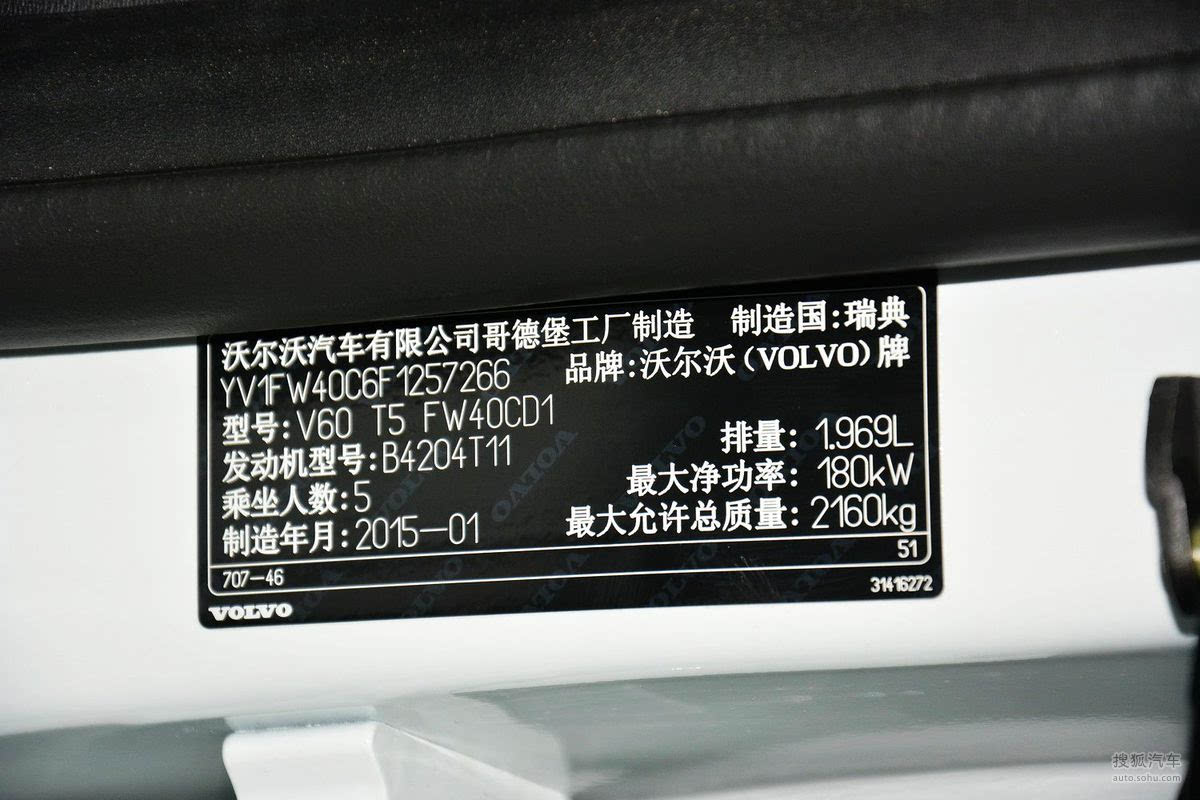 沃尔沃汽车有限公司哥德堡工厂制造 制造国:瑞典
YV1FW40C6F1257266 品牌:沃尔沃(VOLVO)牌
型号:V60 T5 FW40CD1
排量: 1.969L
发动机型号:B4204T11
最大净功率: 180kW
乘坐人数:5
最大允许总质量: 2160kg
制造年月:2015-01
51
707-46
31416272
VOLVO
搜狐汽车
auto.sohu.com